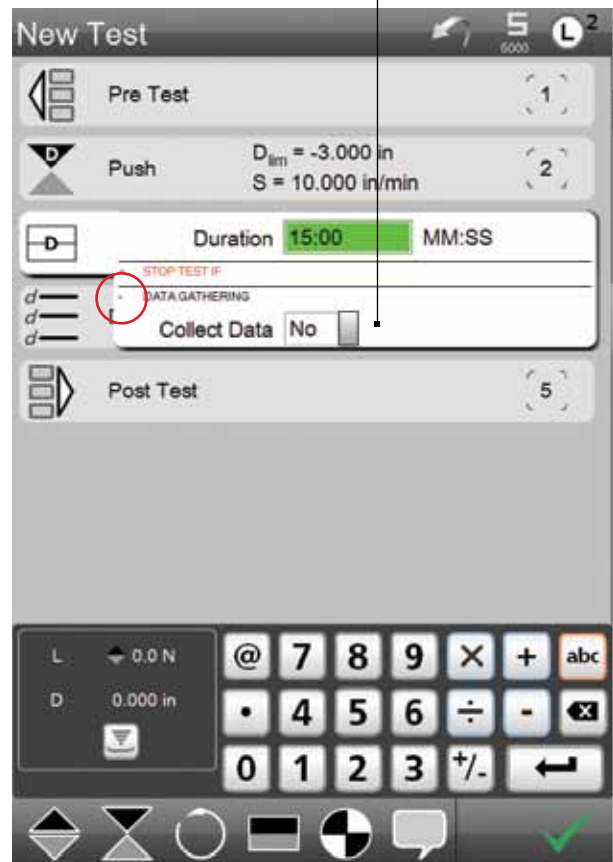 New Test
S
6000
L 2
Pre Test 1
D
Push
Dlim = -3.000 in
S = 10.000 in/min
2
D
Duration 15:00 MM:SS
STOP TEST IF
DATA GATHERING
d
d
d
Collect Data No
Post Test 5
L 0.0 N
D 0.000 in
@ 7 8 9 × + abc
• 4 5 6 ÷ -
0 1 2 3 +/-